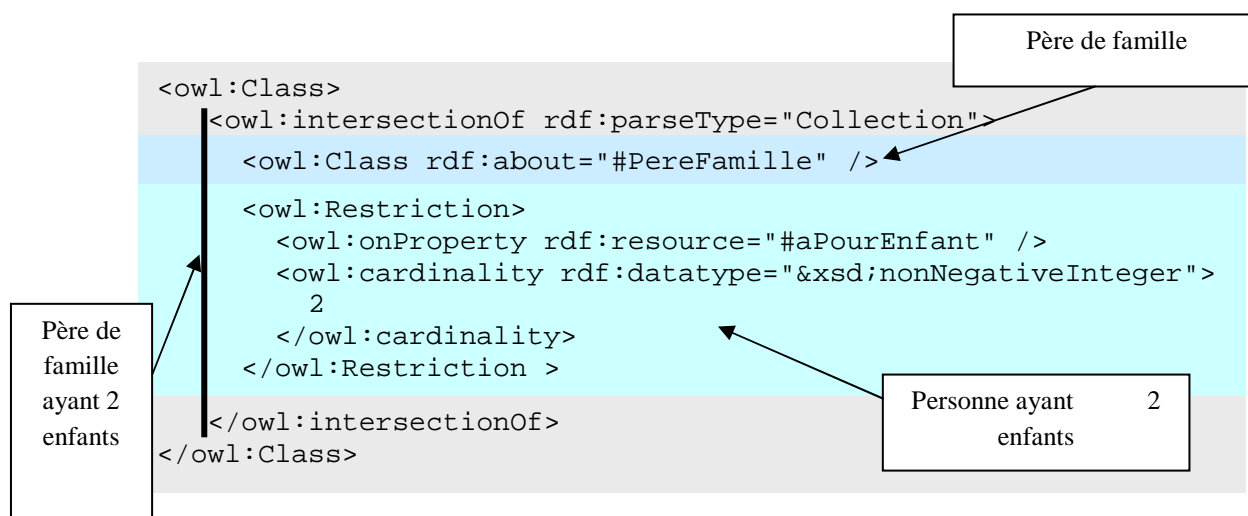 Père de famille
<owl:Class>
<owl:intersectionOf rdf:parseType="Collection">
<owl:Class rdf:about="#PereFamille" />
<owl:Restriction>
<owl:onProperty rdf:resource="#aPourEnfant" />
<owl:cardinality rdf:datatype="&xsd;nonNegativeInteger">
2
</owl:cardinality>
</owl:Restriction >
</owl:intersectionOf>
</owl:Class>
Père de
famille
ayant 2
enfants
Personne ayant 2
enfants